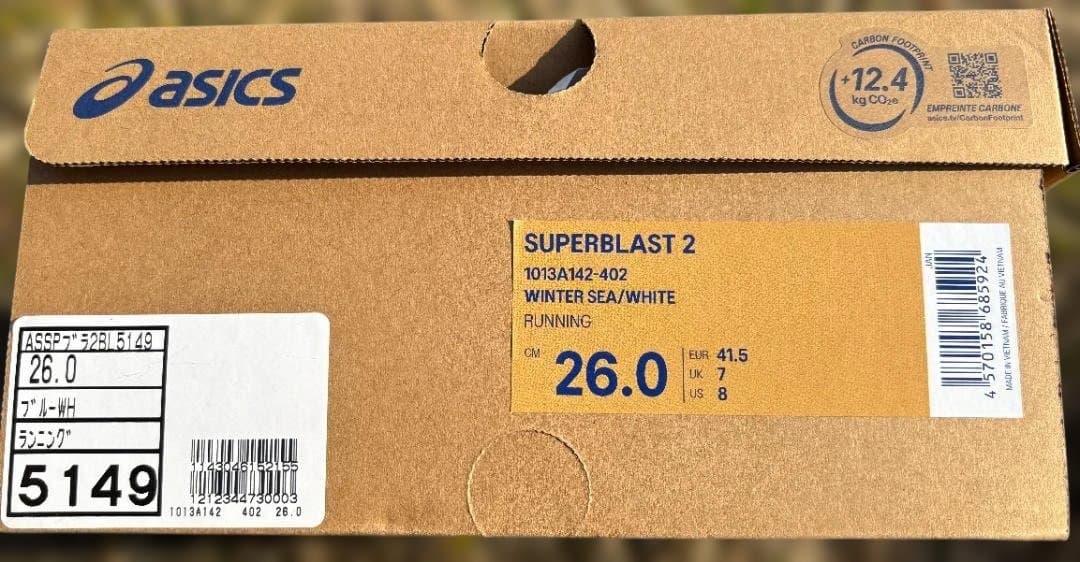 asics
CARBON FOOTPRINT
+12.4
kg CO₂e
EMPREINTE CARBONE
asics.tv/CarbonFootprint
SUPERBLAST 2
1013A142-402
WINTER SEA/WHITE
RUNNING
CM 26.0
EUR 41.5
UK 7
US 8
JAN
4 570158 685924
MADE IN VIETNAM / FABRIQUE AU VIETNAM
ASSPブラ2BL5149
26.0
ブルーWH
ランニング
5149
1143046152155
1212344730003
1013A142 402 26.0